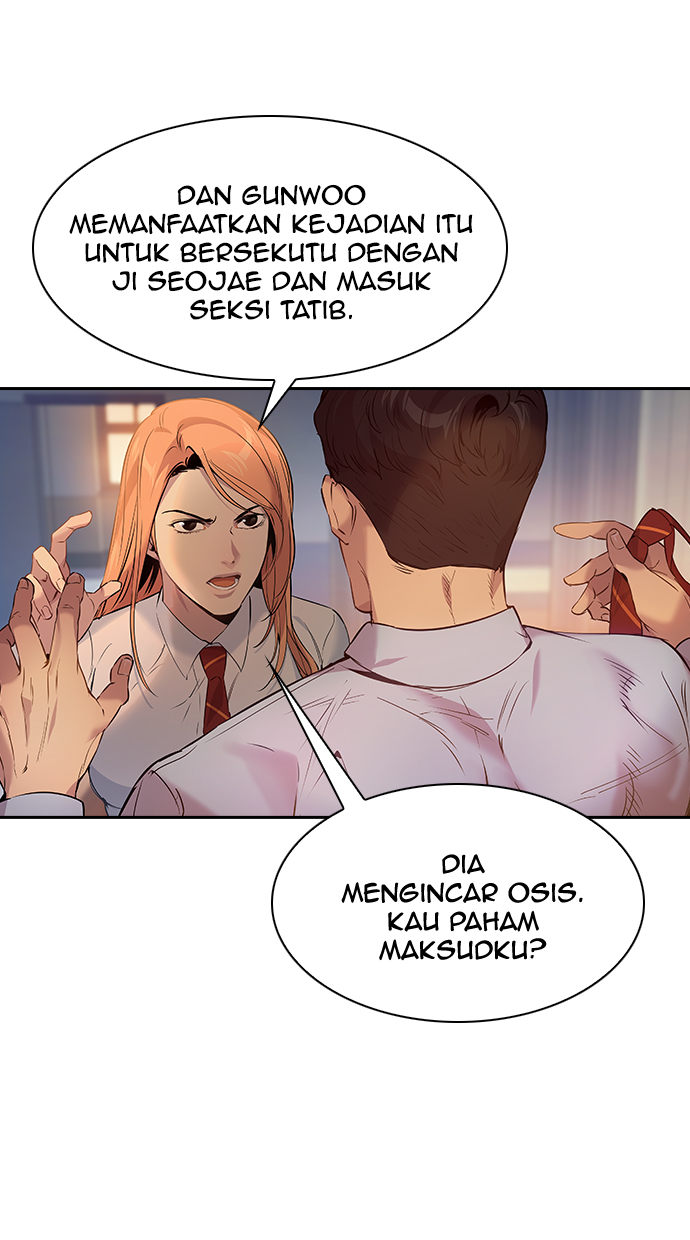 DAN GUNWOO
MEMANFAATKAN KEJADIAN ITU
UNTUK BERSEKUTU DENGAN
JI SEOJAE DAN MASUK
SEKSI TATIB.
DIA
MENGINCAR OSIS.
KAU PAHAM
MAKSUDKU?